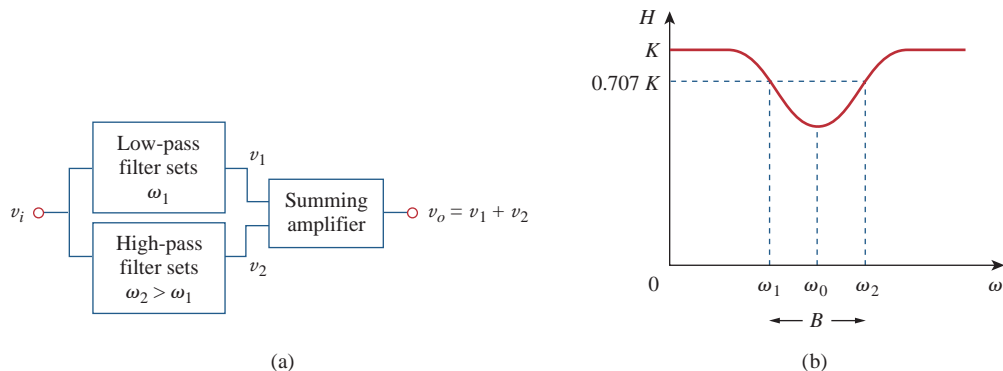 Low-pass
filter sets
ω1
v1
vi
High-pass
filter sets
ω2 > ω1
v2
Summing
amplifier
vo = v1 + v2
(a)
H
K
0.707 K
0
ω1
ω0
ω2
ω
B
(b)